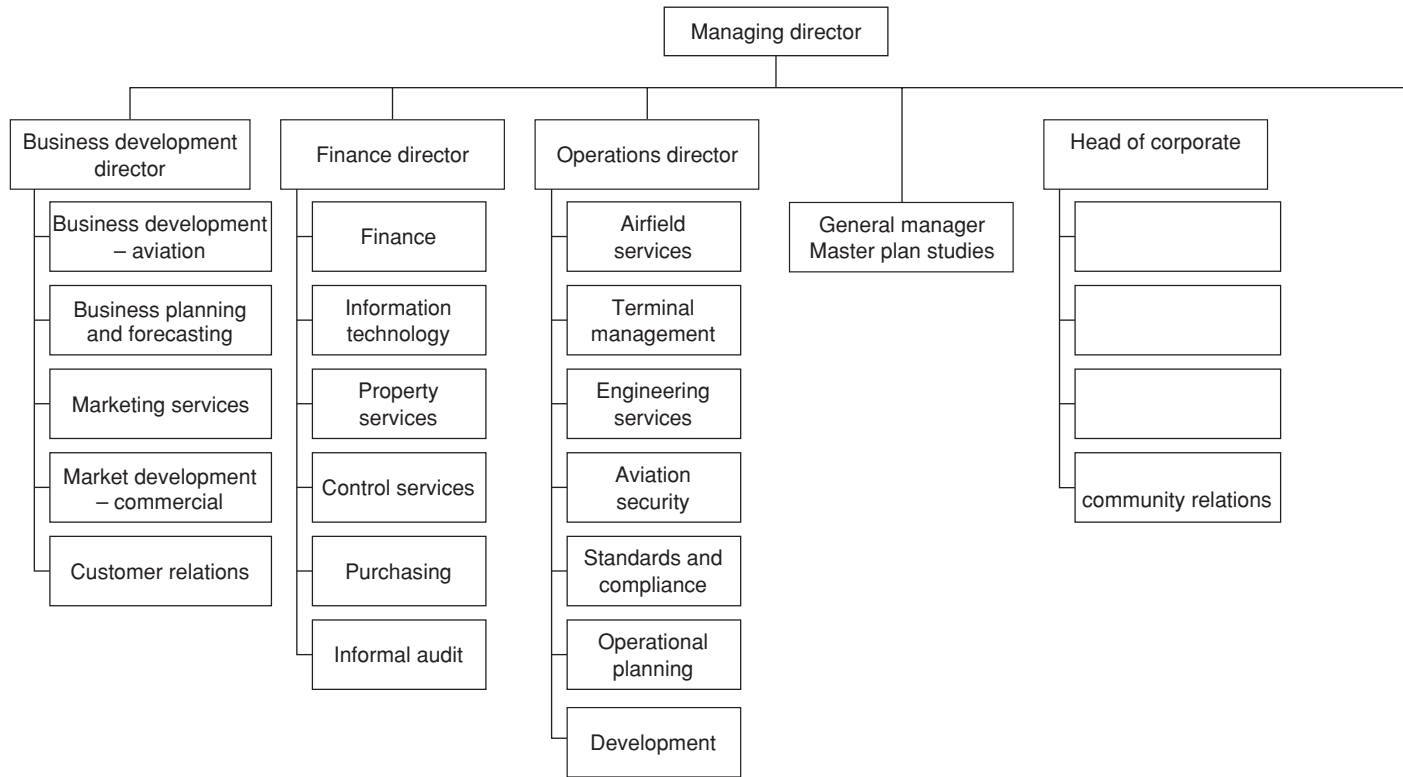 Managing director
Business development
director
Finance director
Operations director
Head of corporate
General manager
Master plan studies
Business development
– aviation
Business planning
and forecasting
Marketing services
Market development
– commercial
Customer relations
Finance
Information
technology
Property
services
Control services
Purchasing
Informal audit
Airfield
services
Terminal
management
Engineering
services
Aviation
security
Standards and
compliance
Operational
planning
Development
community relations